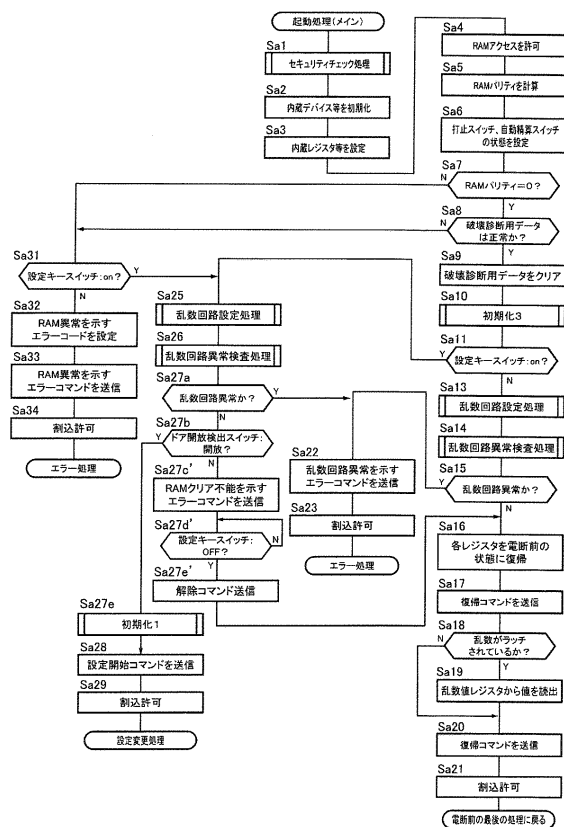 起動処理(メイン)
Sa1
セキュリティチェック処理
Sa2
内蔵デバイス等を初期化
Sa3
内蔵レジスタ等を設定
Sa4
RAMアクセスを許可
Sa5
RAMパリティを計算
Sa6
打止スイッチ、自動精算スイッチ
の状態を設定
Sa7
N
RAMパリティ=0?
Y
Sa8
N
破壊診断用データ
は正常か?
Y
Sa9
破壊診断用データをクリア
Sa10
初期化3
Sa11
Y
設定キースイッチ:on?
N
Sa13
乱数回路設定処理
Sa14
乱数回路異常検査処理
Sa15
Y
乱数回路異常か?
N
Sa16
各レジスタを電断前の
状態に復帰
Sa17
復帰コマンドを送信
Sa18
N
乱数がラッチ
されているか?
Y
Sa19
乱数値レジスタから値を読出
Sa20
復帰コマンドを送信
Sa21
割込許可
電断前の最後の処理に戻る
Sa31
設定キースイッチ:on?
Y
N
Sa32
RAM異常を示す
エラーコードを設定
Sa33
RAM異常を示す
エラーコマンドを送信
Sa34
割込許可
エラー処理
Sa25
乱数回路設定処理
Sa26
乱数回路異常検査処理
Sa27a
乱数回路異常か?
Y
N
Sa27b
Y
ドア開放検出スイッチ:
開放?
N
Sa27c'
RAMクリア不能を示す
エラーコマンドを送信
Sa27d'
設定キースイッチ:
OFF?
N
Y
Sa27e'
解除コマンド送信
Sa22
乱数回路異常を示す
エラーコマンドを送信
Sa23
割込許可
エラー処理
Sa27e
初期化1
Sa28
設定開始コマンドを送信
Sa29
割込許可
設定変更処理